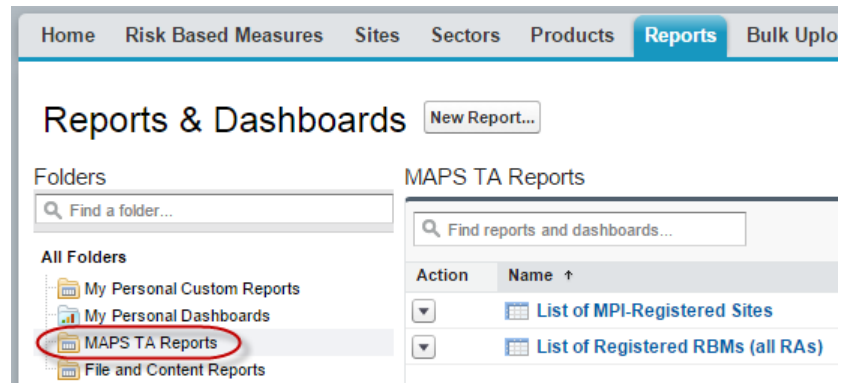 Home Risk Based Measures Sites Sectors Products Reports Bulk Uplo
Reports & Dashboards New Report...
Folders
Find a folder...
All Folders
My Personal Custom Reports
My Personal Dashboards
MAPS TA Reports
File and Content Reports
MAPS TA Reports
Find reports and dashboards...
Action Name ↑
List of MPI-Registered Sites
List of Registered RBMs (all RAs)